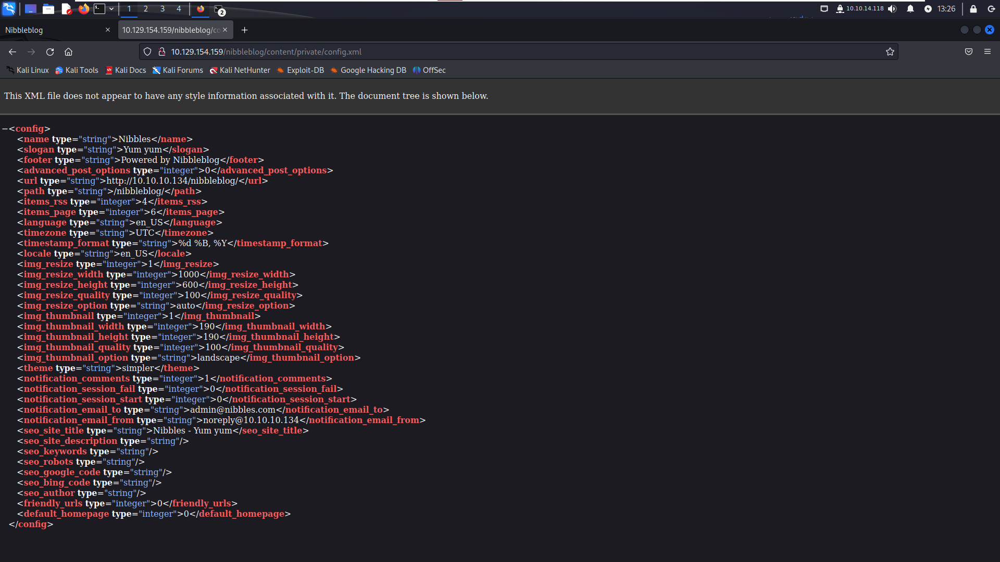 1 2 3 4 2 10.10.14.118 13:26
Nibbleblog 10.129.154.159/nibbleblog/co
10.129.154.159/nibbleblog/content/private/config.xml
Kali Linux Kali Tools Kali Docs Kali Forums Kali NetHunter Exploit-DB Google Hacking DB OffSec
This XML file does not appear to have any style information associated with it. The document tree is shown below.
−<config>
<name type="string">Nibbles</name>
<slogan type="string">Yum yum</slogan>
<footer type="string">Powered by Nibbleblog</footer>
<advanced_post_options type="integer">0</advanced_post_options>
<url type="string">http://10.10.10.134/nibbleblog/</url>
<path type="string">/nibbleblog/</path>
<items_rss type="integer">4</items_rss>
<items_page type="integer">6</items_page>
<language type="string">en_US</language>
<timezone type="string">UTC</timezone>
<timestamp_format type="string">%d %B, %Y</timestamp_format>
<locale type="string">en_US</locale>
<img_resize type="integer">1</img_resize>
<img_resize_width type="integer">1000</img_resize_width>
<img_resize_height type="integer">600</img_resize_height>
<img_resize_quality type="integer">100</img_resize_quality>
<img_resize_option type="string">auto</img_resize_option>
<img_thumbnail type="integer">1</img_thumbnail>
<img_thumbnail_width type="integer">190</img_thumbnail_width>
<img_thumbnail_height type="integer">190</img_thumbnail_height>
<img_thumbnail_quality type="integer">100</img_thumbnail_quality>
<img_thumbnail_option type="string">landscape</img_thumbnail_option>
<theme type="string">simpler</theme>
<notification_comments type="integer">1</notification_comments>
<notification_session_fail type="integer">0</notification_session_fail>
<notification_session_start type="integer">0</notification_session_start>
<notification_email_to type="string">admin@nibbles.com</notification_email_to>
<notification_email_from type="string">noreply@10.10.10.134</notification_email_from>
<seo_site_title type="string">Nibbles - Yum yum</seo_site_title>
<seo_site_description type="string"/>
<seo_keywords type="string"/>
<seo_robots type="string"/>
<seo_google_code type="string"/>
<seo_bing_code type="string"/>
<seo_author type="string"/>
<friendly_urls type="integer">0</friendly_urls>
<default_homepage type="integer">0</default_homepage>
</config>